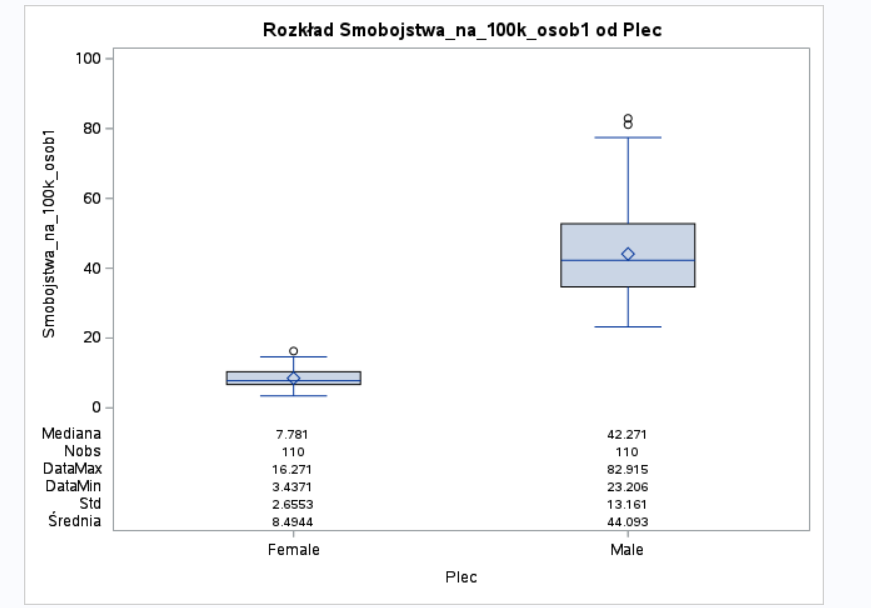 Rozkład Smobojstwa_na_100k_osob1 od Plec
Smobojstwa_na_100k_osob1
100
80
60
40
20
0
Mediana 7.781 42.271
Nobs 110 110
DataMax 16.271 82.915
DataMin 3.4371 23.206
Std 2.6553 13.161
Średnia 8.4944 44.093
Female Male
Plec